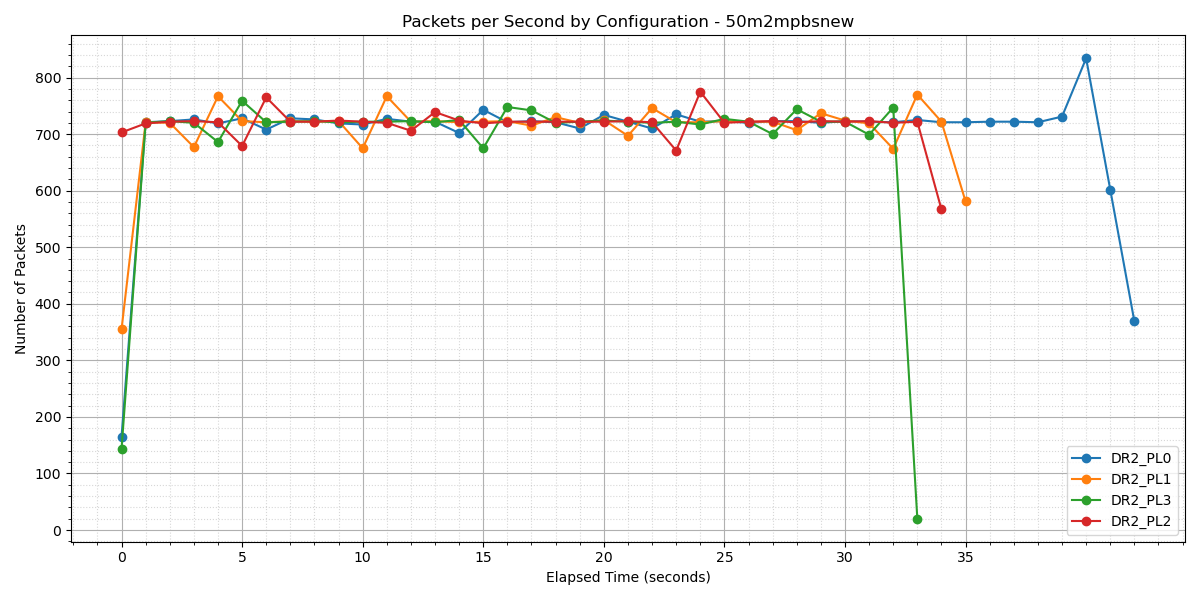 Packets per Second by Configuration - 50m2mpbsnew
Number of Packets
800
700
600
500
400
300
200
100
0
0 5 10 15 20 25 30 35
Elapsed Time (seconds)
DR2_PL0
DR2_PL1
DR2_PL3
DR2_PL2